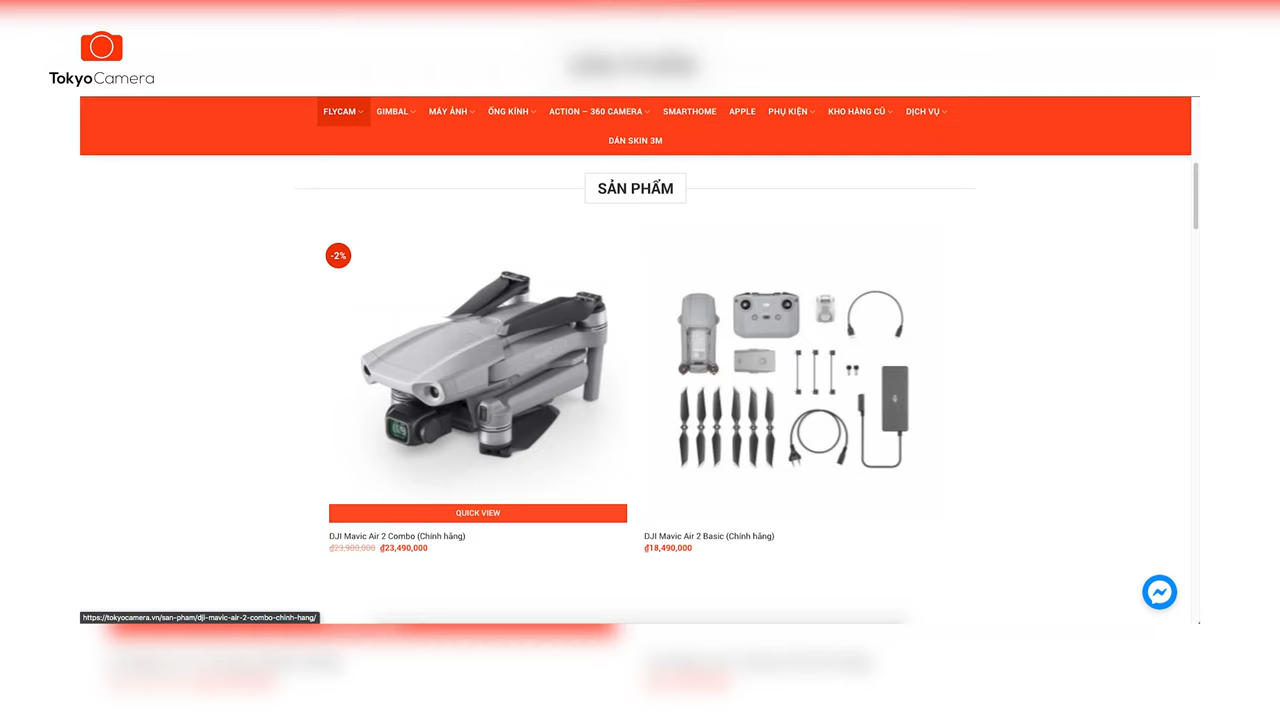 TokyoCamera
FLYCAM GIMBAL MÁY ẢNH ỐNG KÍNH ACTION – 360 CAMERA SMARTHOME APPLE PHỤ KIỆN KHO HÀNG CŨ DỊCH VỤ
DÁN SKIN 3M
SẢN PHẨM
-2%
QUICK VIEW
DJI Mavic Air 2 Combo (Chính hãng)
₫23,900,000 ₫23,490,000
DJI Mavic Air 2 Basic (Chính hãng)
₫18,490,000
https://tokyocamera.vn/san-pham/dji-mavic-air-2-combo-chinh-hang/